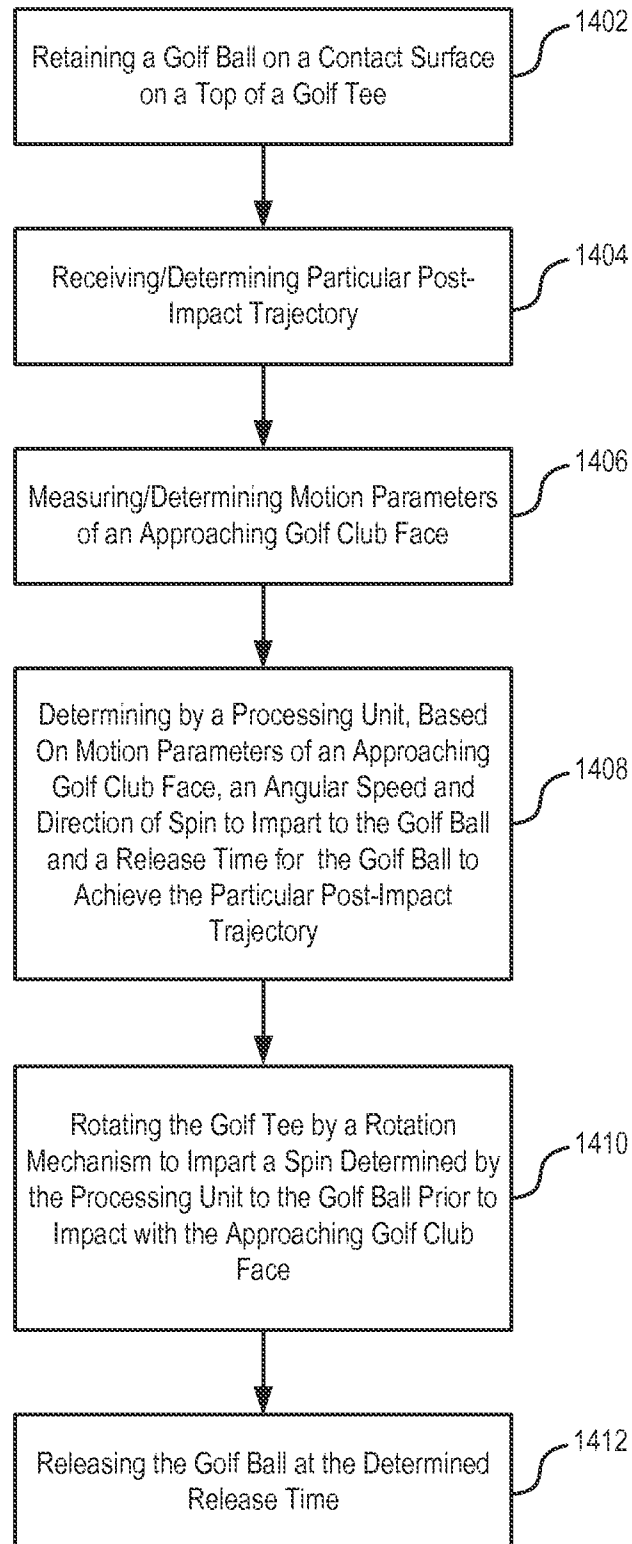 1402
Retaining a Golf Ball on a Contact Surface
on a Top of a Golf Tee
1404
Receiving/Determining Particular Post-
Impact Trajectory
1406
Measuring/Determining Motion Parameters
of an Approaching Golf Club Face
1408
Determining by a Processing Unit, Based
On Motion Parameters of an Approaching
Golf Club Face, an Angular Speed and
Direction of Spin to Impart to the Golf Ball
and a Release Time for the Golf Ball to
Achieve the Particular Post-Impact
Trajectory
1410
Rotating the Golf Tee by a Rotation
Mechanism to Impart a Spin Determined by
the Processing Unit to the Golf Ball Prior to
Impact with the Approaching Golf Club
Face
1412
Releasing the Golf Ball at the Determined
Release Time